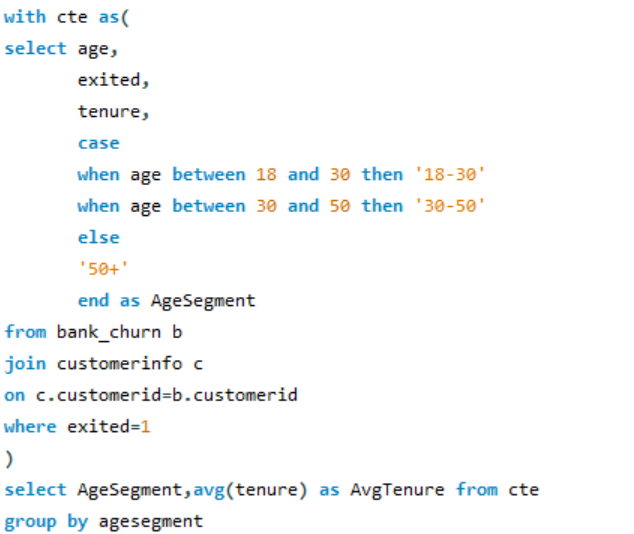 with cte as(
select age,
exited,
tenure,
case
when age between 18 and 30 then '18-30'
when age between 30 and 50 then '30-50'
else
'50+'
end as AgeSegment
from bank_churn b
join customerinfo c
on c.customerid=b.customerid
where exited=1
)
select AgeSegment,avg(tenure) as AvgTenure from cte
group by agesegment